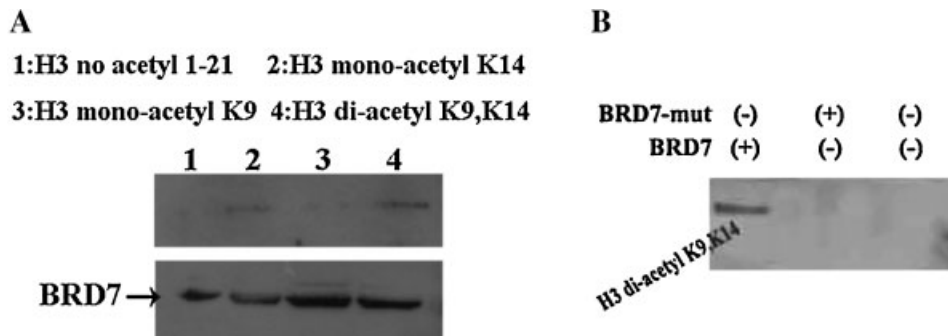 A
1:H3 no acetyl 1-21 2:H3 mono-acetyl K14
3:H3 mono-acetyl K9 4:H3 di-acetyl K9,K14
1 2 3 4
BRD7→
B
BRD7-mut (-) (+) (-)
BRD7 (+) (-) (-)
H3 di-acetyl K9,K14